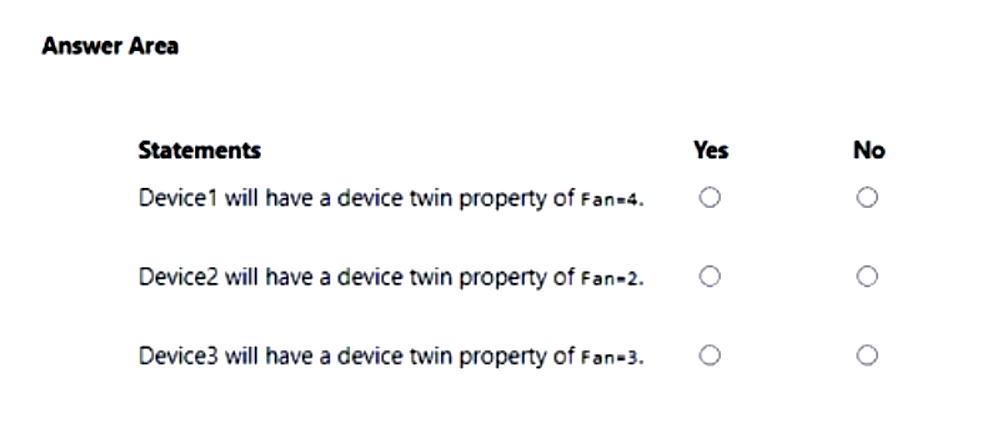 Answer Area
Statements Yes No
Device1 will have a device twin property of Fan=4.
Device2 will have a device twin property of Fan=2.
Device3 will have a device twin property of Fan=3.